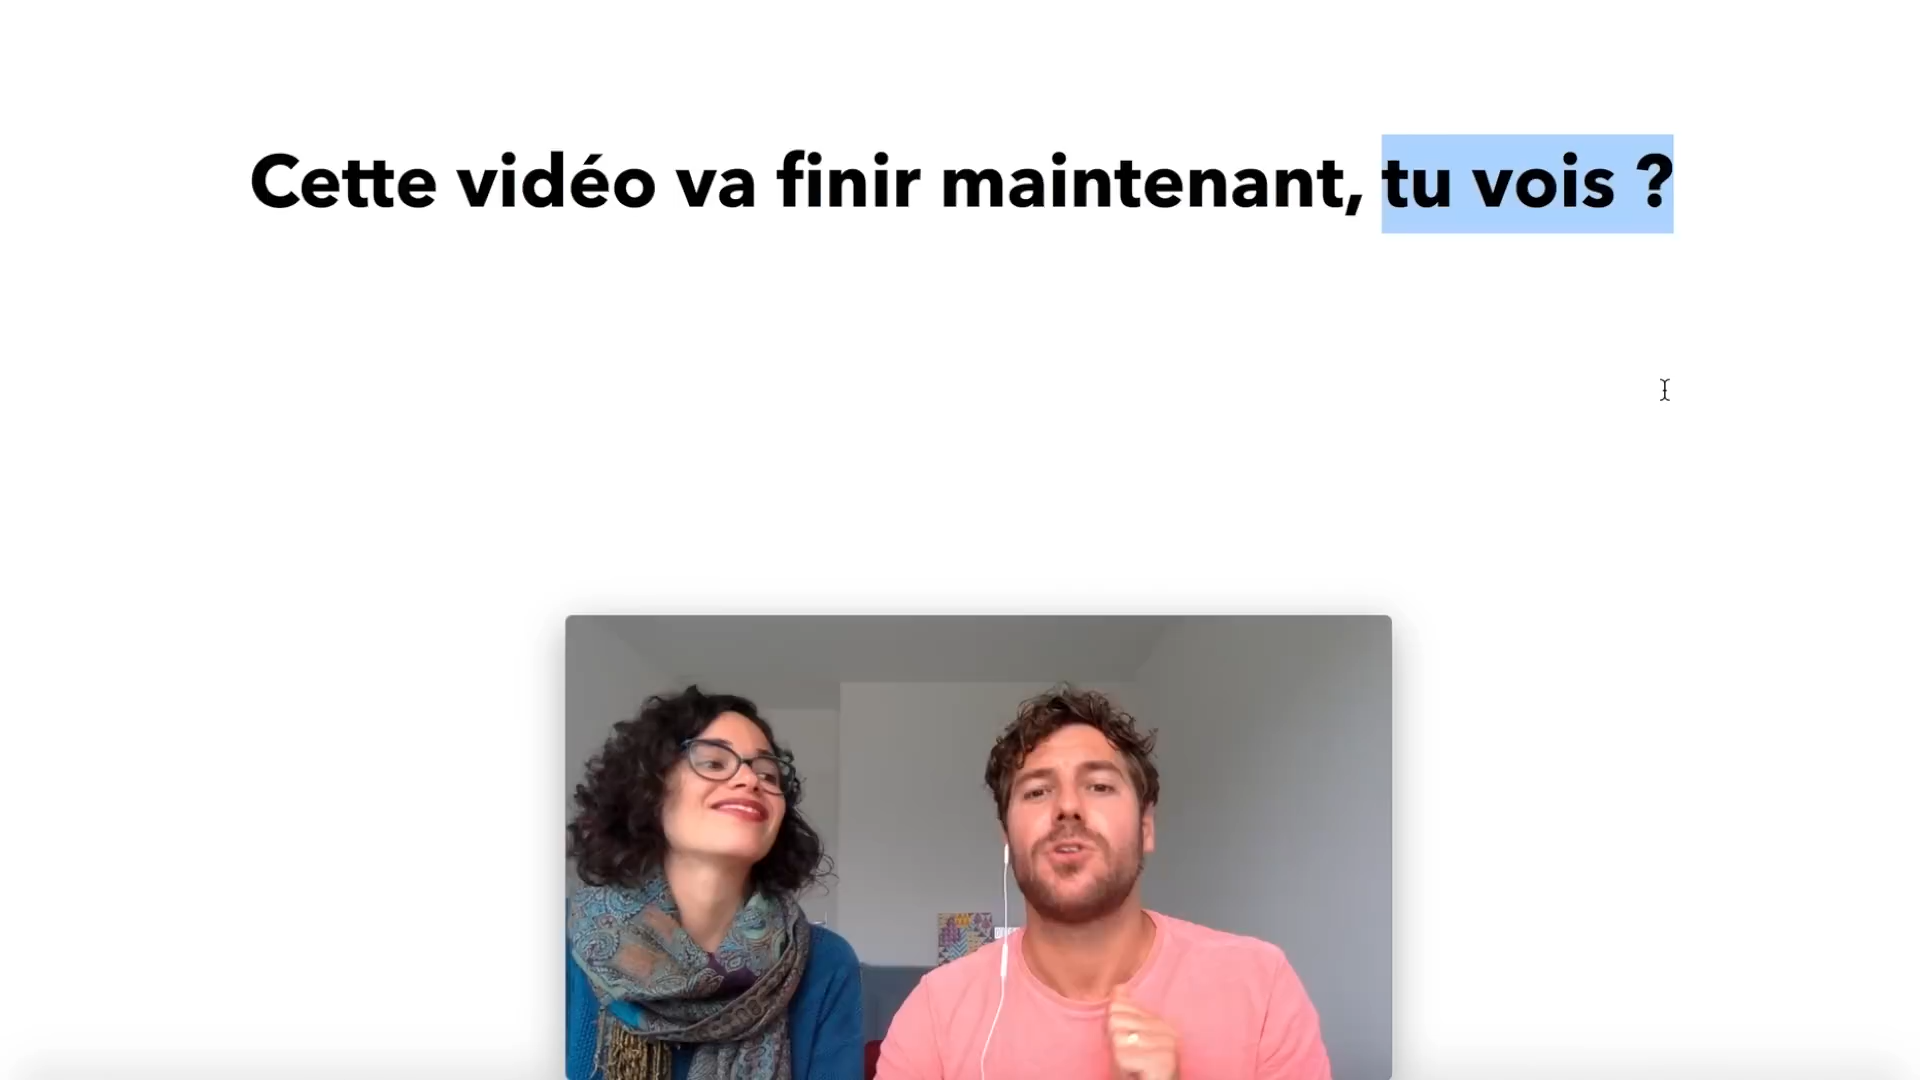 Cette vidéo va finir maintenant, tu vois ?